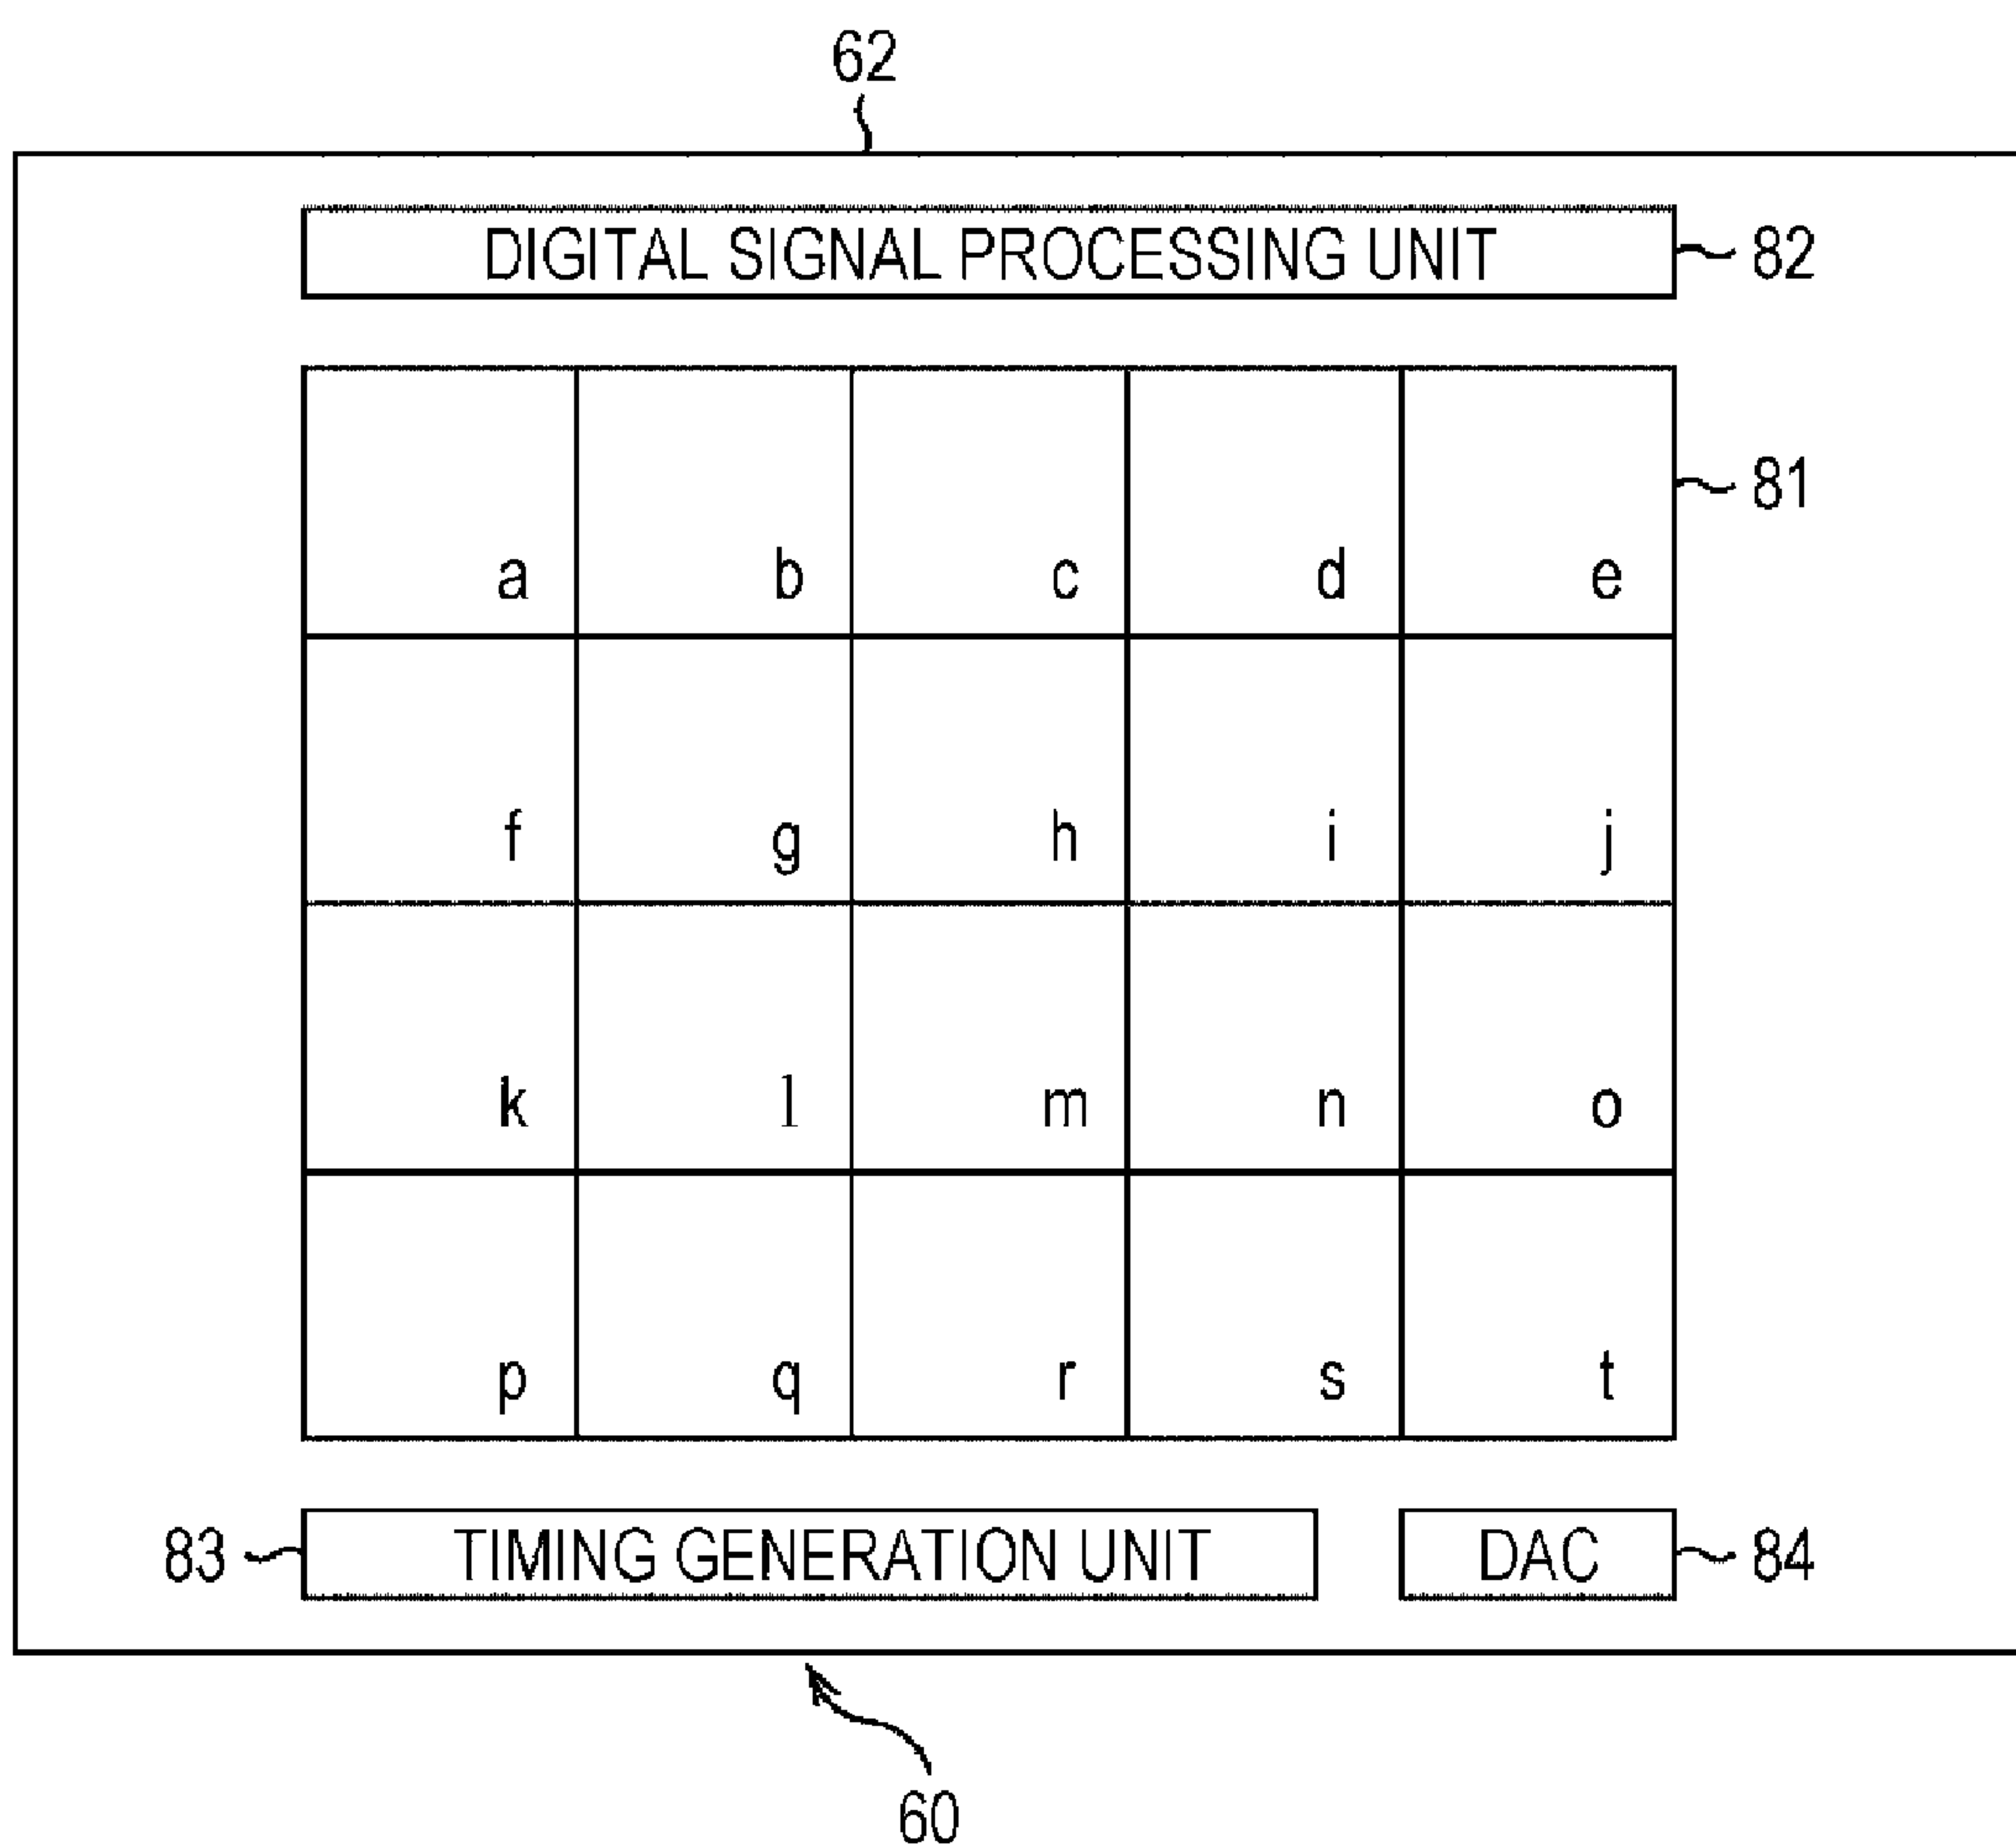 62
DIGITAL SIGNAL PROCESSING UNIT 82
81
a b c d e
f g h i j
k l m n o
p q r s t
83 TIMING GENERATION UNIT DAC 84
60